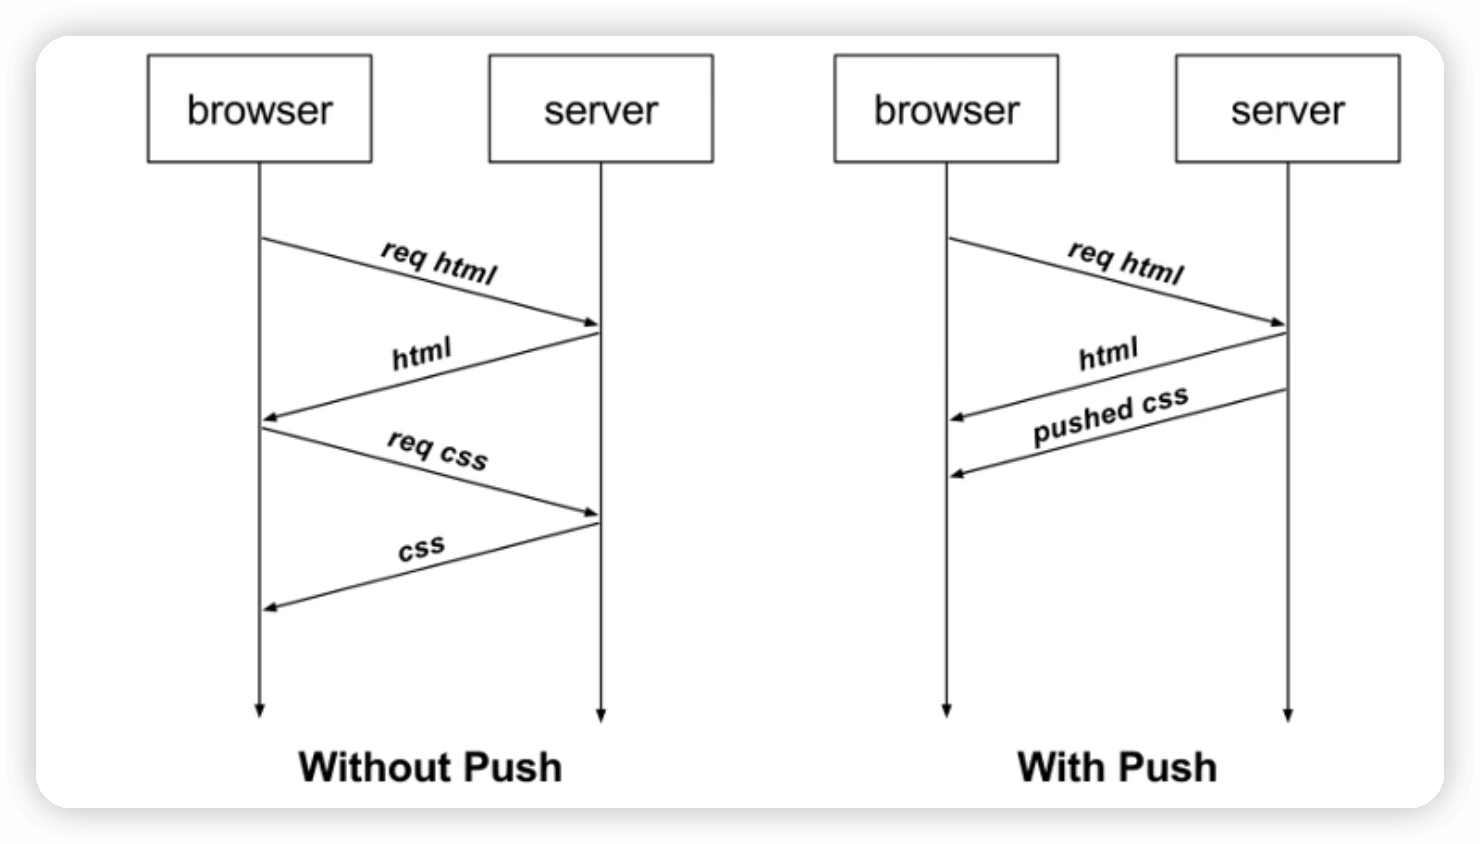 browser
server
req html
html
req css
css
Without Push
browser
server
req html
html
pushed css
With Push